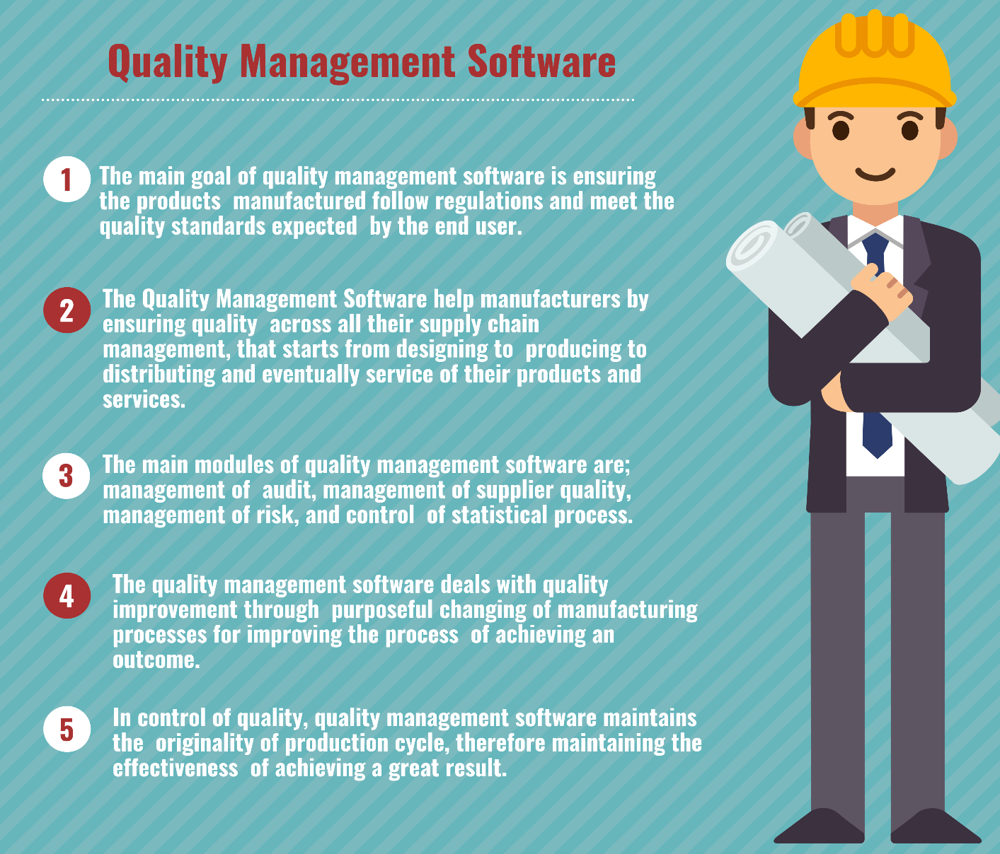 Quality Management Software
1
The main goal of quality management software is ensuring
the products manufactured follow regulations and meet the
quality standards expected by the end user.
2
The Quality Management Software help manufacturers by
ensuring quality across all their supply chain
management, that starts from designing to producing to
distributing and eventually service of their products and
services.
3
The main modules of quality management software are;
management of audit, management of supplier quality,
management of risk, and control of statistical process.
4
The quality management software deals with quality
improvement through purposeful changing of manufacturing
processes for improving the process of achieving an
outcome.
5
In control of quality, quality management software maintains
the originality of production cycle, therefore maintaining the
effectiveness of achieving a great result.